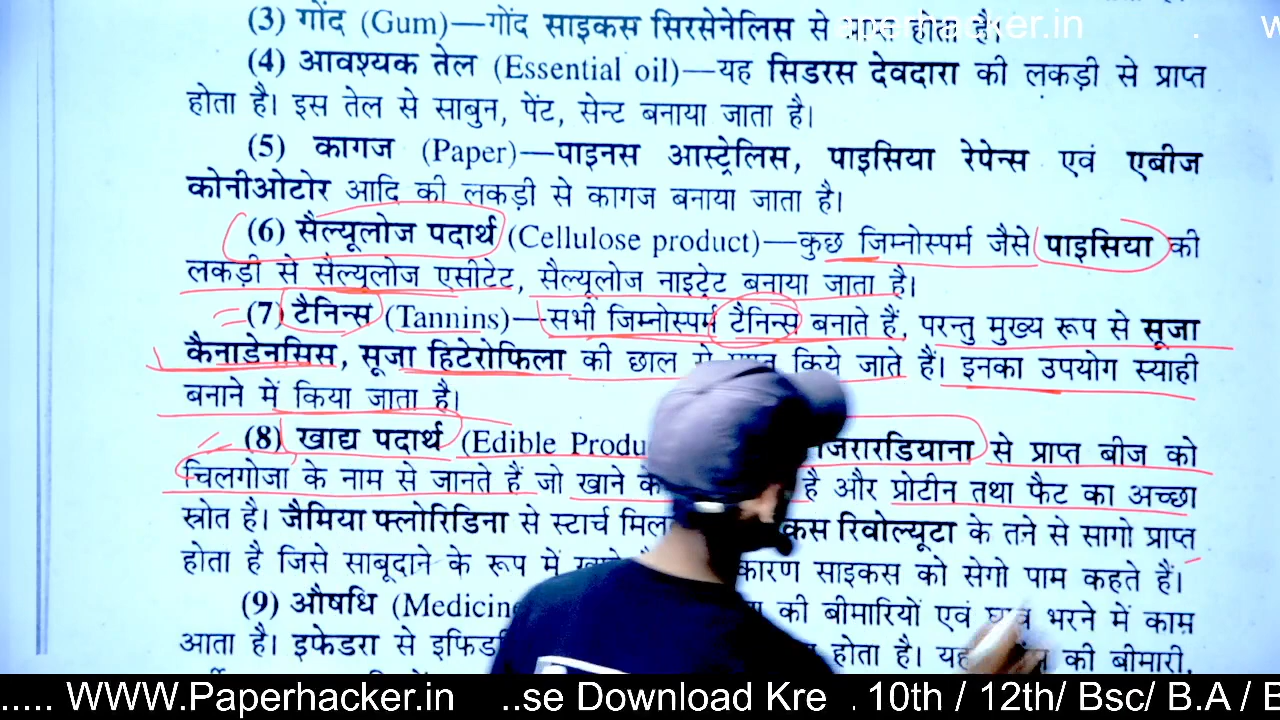 (3) गोंद (Gum)—गोंद साइकस सिरसेनेलिस से होता है।
aperhacker.in
(4) आवश्यक तेल (Essential oil)—यह सिडरस देवदारा की लकड़ी से प्राप्त
होता है। इस तेल से साबुन, पेंट, सेन्ट बनाया जाता है।
(5) कागज (Paper)—पाइनस आस्ट्रेलिस, पाइसिया रेपेन्स एवं एबीज
कोनीओटोर आदि की लकड़ी से कागज बनाया जाता है।
(6) सैल्यूलोज पदार्थ (Cellulose product)—कुछ जिम्नोस्पर्म जैसे पाइसिया की
लकड़ी से सैल्यूलोज एसीटेट, सैल्यूलोज नाइट्रेट बनाया जाता है।
(7) टैनिन्स (Tannins)—सभी जिम्नोस्पर्म टैनिन्स बनाते हैं, परन्तु मुख्य रूप से सूजा
कैनाडेनसिस, सूजा हिटेरोफिला की छाल किये जाते हैं। इनका उपयोग स्याही
बनाने में किया जाता है।
(8) खाद्य पदार्थ (Edible Produ जिरारडियाना से प्राप्त बीज को
चिलगोजा के नाम से जानते हैं जो खाने है और प्रोटीन तथा फैट का अच्छा
स्रोत है। जैमिया फ्लोरिडिना से स्टार्च कस रिवोल्यूटा के तने से सागो प्राप्त
होता है जिसे साबूदाने के रूप में कारण साइकस को सेगो पाम कहते हैं।
(9) औषधि (Medicine की बीमारियों एवं भरने में काम
आता है। इफेडरा से होता है। यह की बीमारी,
..... WWW.Paperhacker.in ..se Download Kre . 10th / 12th/ Bsc/ B.A / B